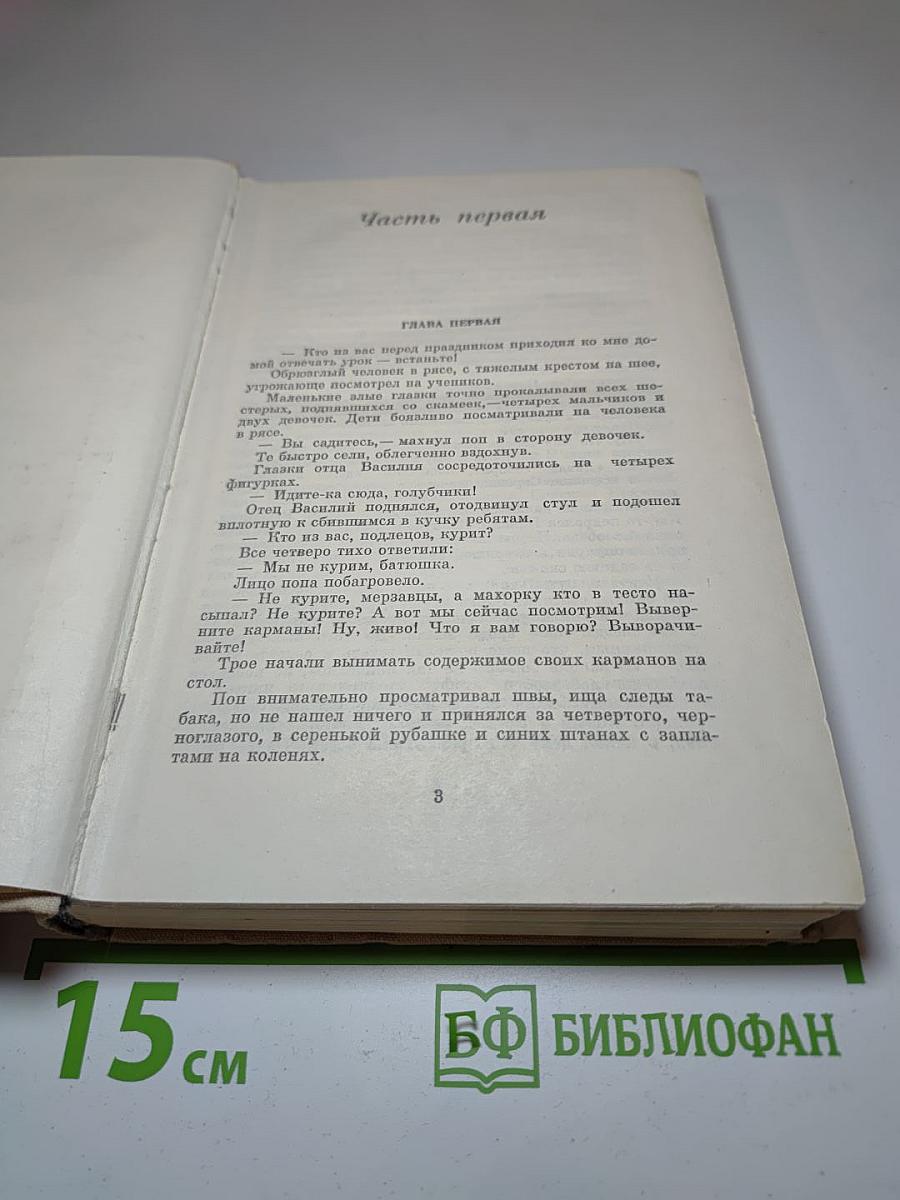 Часть первая
ГЛАВА ПЕРВАЯ
— Кто из вас перед праздником приходил ко мне до-
мой отвечать урок — встаньте!
Обрюзглый человек в рясе, с тяжелым крестом на шее,
угрожающе посмотрел на учеников.
Маленькие злые глазки точно прокалывали всех ше-
стерых, поднявшихся со скамеек,—четырех мальчиков и
двух девочек. Дети боязливо посматривали на человека
в рясе.
— Вы садитесь,— махнул поп в сторону девочек.
Те быстро сели, облегченно вздохнув.
Глазки отца Василия сосредоточились на четырех
фигурках.
— Идите-ка сюда, голубчики!
Отец Василий поднялся, отодвинул стул и подошел
вплотную к сбившимся в кучку ребятам.
— Кто из вас, подлецов, курит?
Все четверо тихо ответили:
— Мы не курим, батюшка.
Лицо попа побагровело.
— Не курите, мерзавцы, а махорку кто в тесто на-
сыпал? Не курите? А вот мы сейчас посмотрим! Вывер-
ните карманы! Ну, живо! Что я вам говорю? Выворачи-
вайте!
Трое начали вынимать содержимое своих карманов на
стол.
Поп внимательно просматривал швы, ища следы та-
бака, но не нашел ничего и принялся за четвертого, чер-
ноглазого, в серенькой рубашке и синих штанах с запла-
тами на коленях.
3
15 см
БФ БИБЛИОФАН